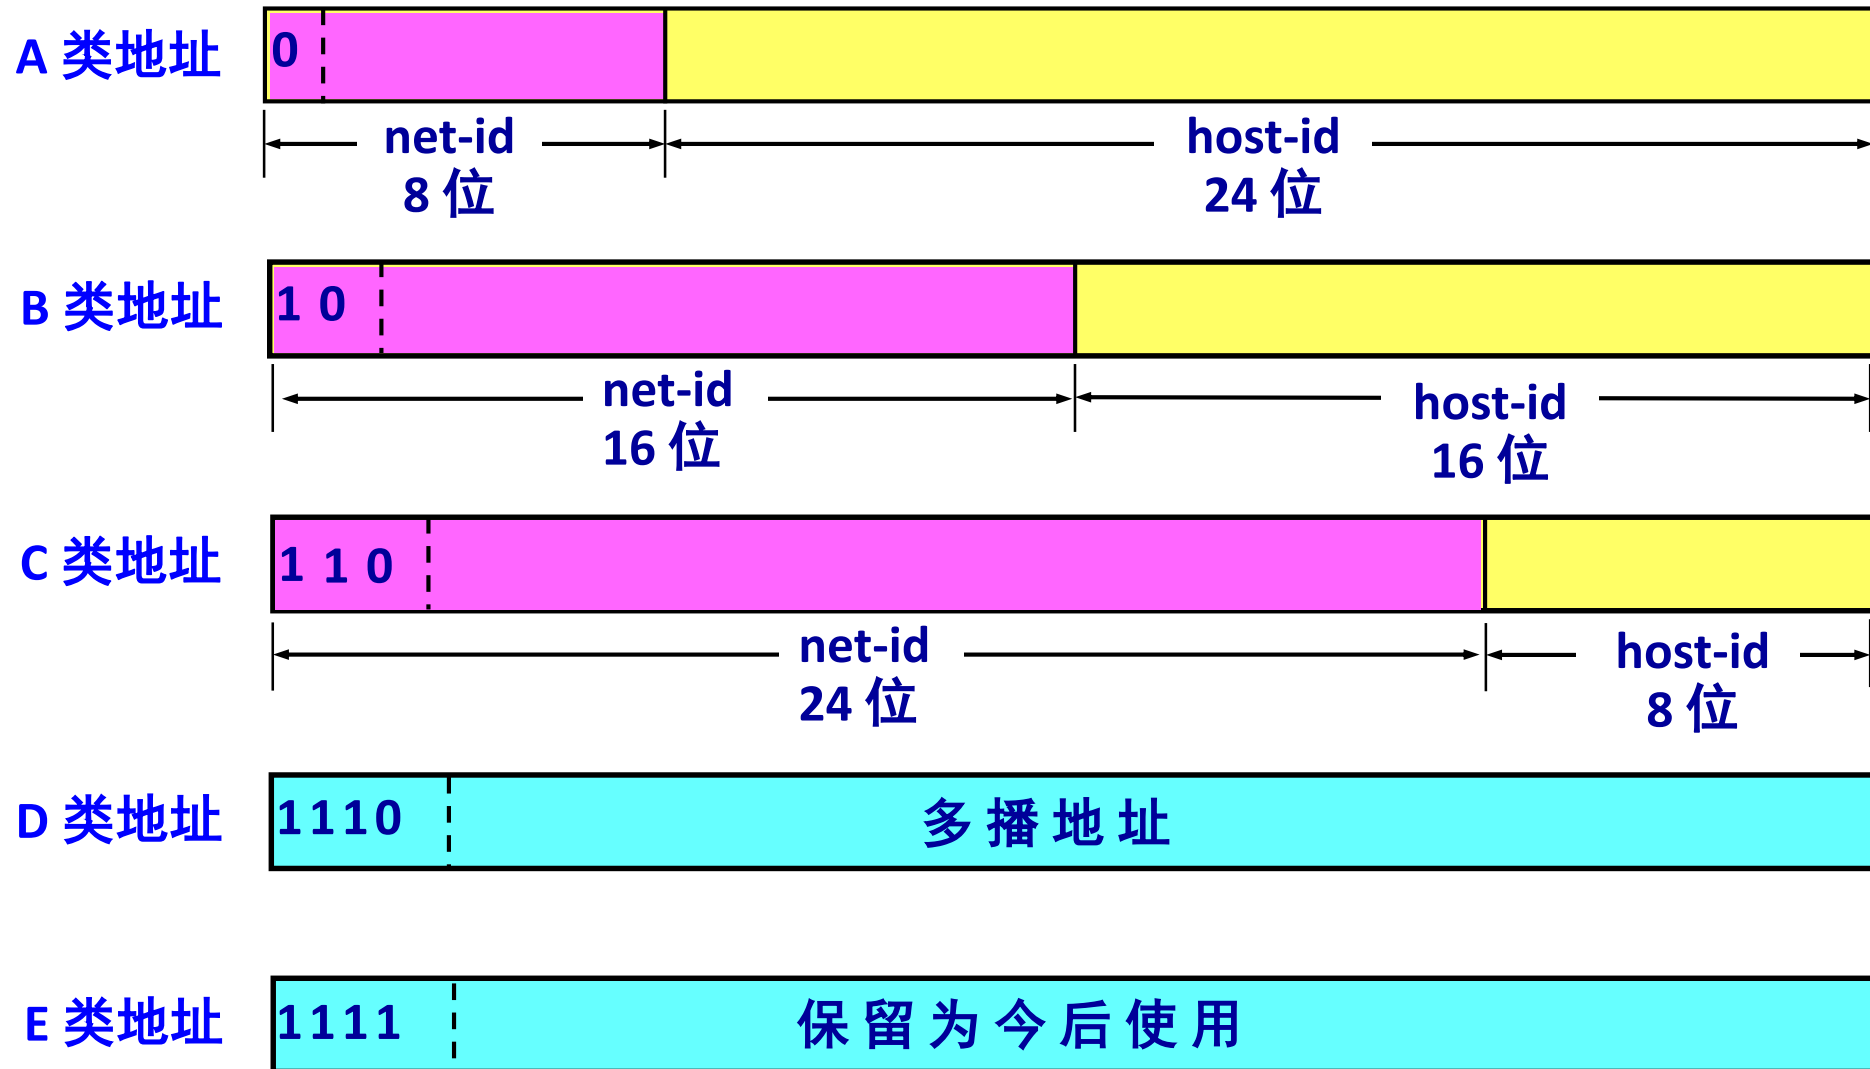 A 类地址
0
net-id
8 位
host-id
24 位
B 类地址
1 0
net-id
16 位
host-id
16 位
C 类地址
1 1 0
net-id
24 位
host-id
8 位
D 类地址
1110
多播地址
E 类地址
1111
保留为今后使用